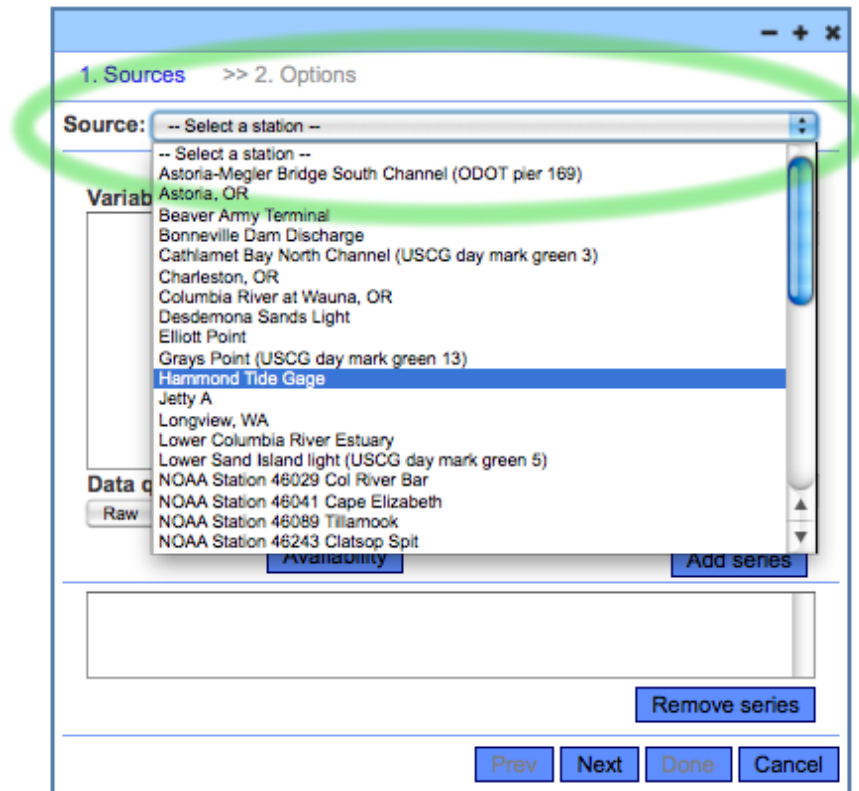 − + ×
1. Sources >> 2. Options
Source: -- Select a station --
-- Select a station --
Astoria-Megler Bridge South Channel (ODOT pier 169)
Variab
Astoria, OR
Beaver Army Terminal
Bonneville Dam Discharge
Cathlamet Bay North Channel (USCG day mark green 3)
Charleston, OR
Columbia River at Wauna, OR
Desdemona Sands Light
Elliott Point
Grays Point (USCG day mark green 13)
Hammond Tide Gage
Jetty A
Longview, WA
Lower Columbia River Estuary
Lower Sand Island light (USCG day mark green 5)
Data q
NOAA Station 46029 Col River Bar
NOAA Station 46041 Cape Elizabeth
Raw
NOAA Station 46089 Tillamook
NOAA Station 46243 Clatsop Spit
Availability Add series
Remove series
Prev Next Done Cancel